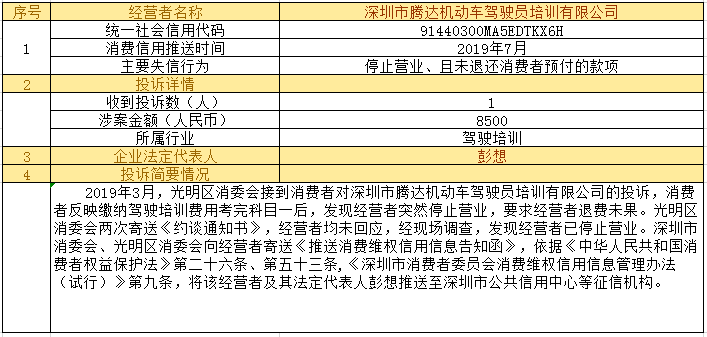 序号 经营者名称 深圳市腾达机动车驾驶员培训有限公司
1 统一社会信用代码 91440300MA5EDTKX6H
消费信用推送时间 2019年7月
主要失信行为 停止营业、且未退还消费者预付的款项
2 投诉详情
收到投诉数（人） 1
涉案金额（人民币） 8500
所属行业 驾驶培训
3 企业法定代表人 彭想
4 投诉简要情况
2019年3月，光明区消委会接到消费者对深圳市腾达机动车驾驶员培训有限公司的投诉，消费
者反映缴纳驾驶培训费用考完科目一后，发现经营者突然停止营业，要求经营者退费未果。光明区
消委会两次寄送《约谈通知书》，经营者均未回应，经现场调查，发现经营者已停止营业。深圳
市消委会、光明区消委会向经营者寄送《推送消费维权信用信息告知函》，依据《中华人民共和国消
费者权益保护法》第二十六条、第五十三条,《深圳市消费者委员会消费维权信用信息管理办法
（试行）》第九条，将该经营者及其法定代表人彭想推送至深圳市公共信用中心等征信机构。